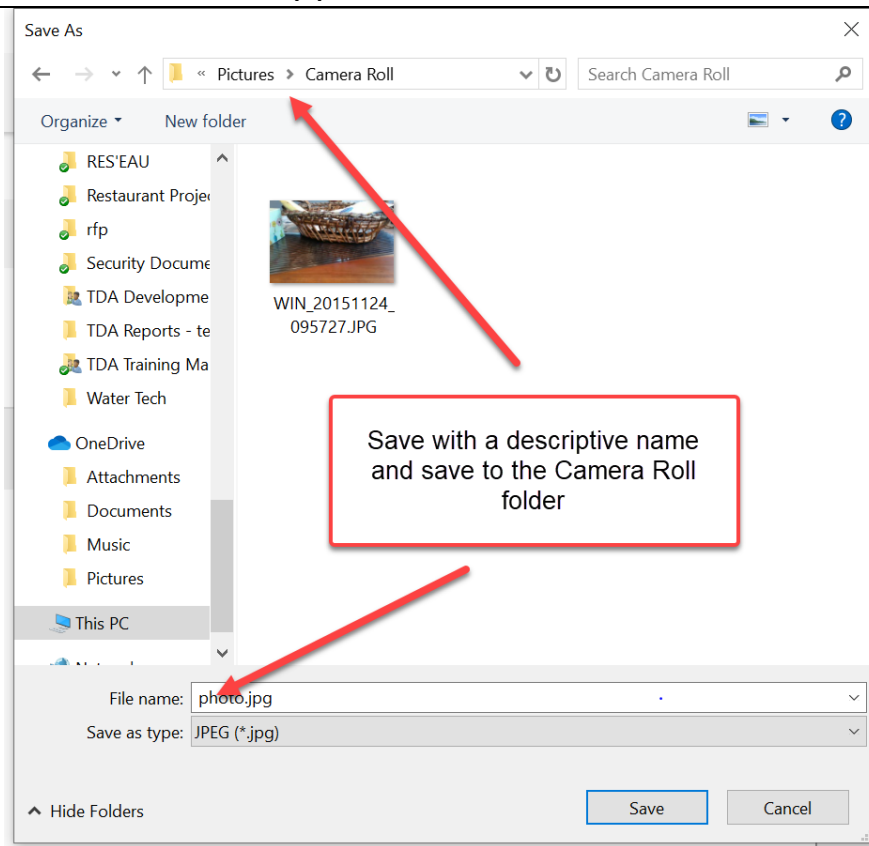 Save As
« Pictures > Camera Roll
Search Camera Roll
Organize
New folder
RES'EAU
Restaurant Projec
rfp
Security Docume
TDA Developme
TDA Reports - te
TDA Training Ma
Water Tech
OneDrive
Attachments
Documents
Music
Pictures
This PC
WIN_20151124_
095727.JPG
Save with a descriptive name
and save to the Camera Roll
folder
File name: photo.jpg
Save as type: JPEG (*.jpg)
Hide Folders
Save
Cancel